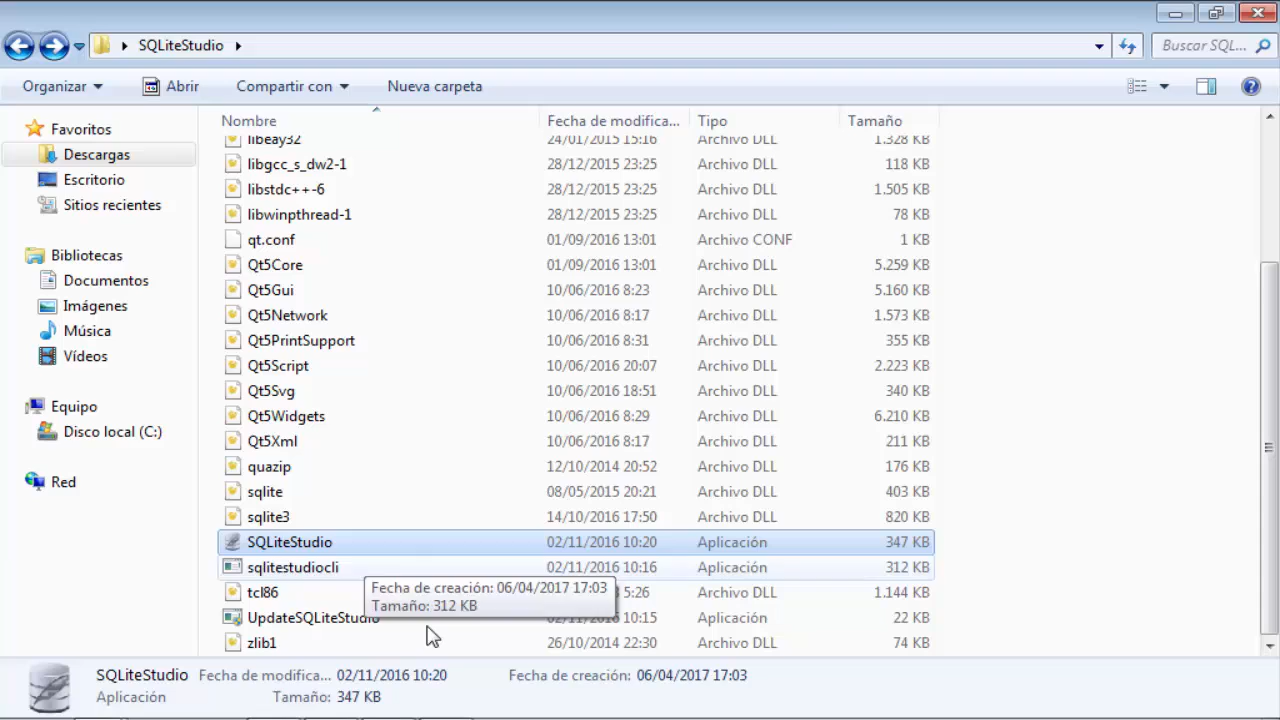 SQLiteStudio
Buscar SQL...
Organizar
Abrir
Compartir con
Nueva carpeta
Favoritos
Descargas
Escritorio
Sitios recientes
Bibliotecas
Documentos
Imágenes
Música
Vídeos
Equipo
Disco local (C:)
Red
Nombre Fecha de modifica... Tipo Tamaño
libeay32 24/01/2015 15:16 Archivo DLL 1.328 KB
libgcc_s_dw2-1 28/12/2015 23:25 Archivo DLL 118 KB
libstdc++-6 28/12/2015 23:25 Archivo DLL 1.505 KB
libwinpthread-1 28/12/2015 23:25 Archivo DLL 78 KB
qt.conf 01/09/2016 13:01 Archivo CONF 1 KB
Qt5Core 01/09/2016 13:01 Archivo DLL 5.259 KB
Qt5Gui 10/06/2016 8:23 Archivo DLL 5.160 KB
Qt5Network 10/06/2016 8:17 Archivo DLL 1.573 KB
Qt5PrintSupport 10/06/2016 8:31 Archivo DLL 355 KB
Qt5Script 10/06/2016 20:07 Archivo DLL 2.223 KB
Qt5Svg 10/06/2016 18:51 Archivo DLL 340 KB
Qt5Widgets 10/06/2016 8:29 Archivo DLL 6.210 KB
Qt5Xml 10/06/2016 8:17 Archivo DLL 211 KB
quazip 12/10/2014 20:52 Archivo DLL 176 KB
sqlite 08/05/2015 20:21 Archivo DLL 403 KB
sqlite3 14/10/2016 17:50 Archivo DLL 820 KB
SQLiteStudio 02/11/2016 10:20 Aplicación 347 KB
sqlitestudiocli 02/11/2016 10:16 Aplicación 312 KB
tcl86 5:26 Archivo DLL 1.144 KB
Fecha de creación: 06/04/2017 17:03
Tamaño: 312 KB
UpdateSQLiteStudio 02/11/2016 10:15 Aplicación 22 KB
zlib1 26/10/2014 22:30 Archivo DLL 74 KB
SQLiteStudio Fecha de modifica... 02/11/2016 10:20 Fecha de creación: 06/04/2017 17:03
Aplicación Tamaño: 347 KB